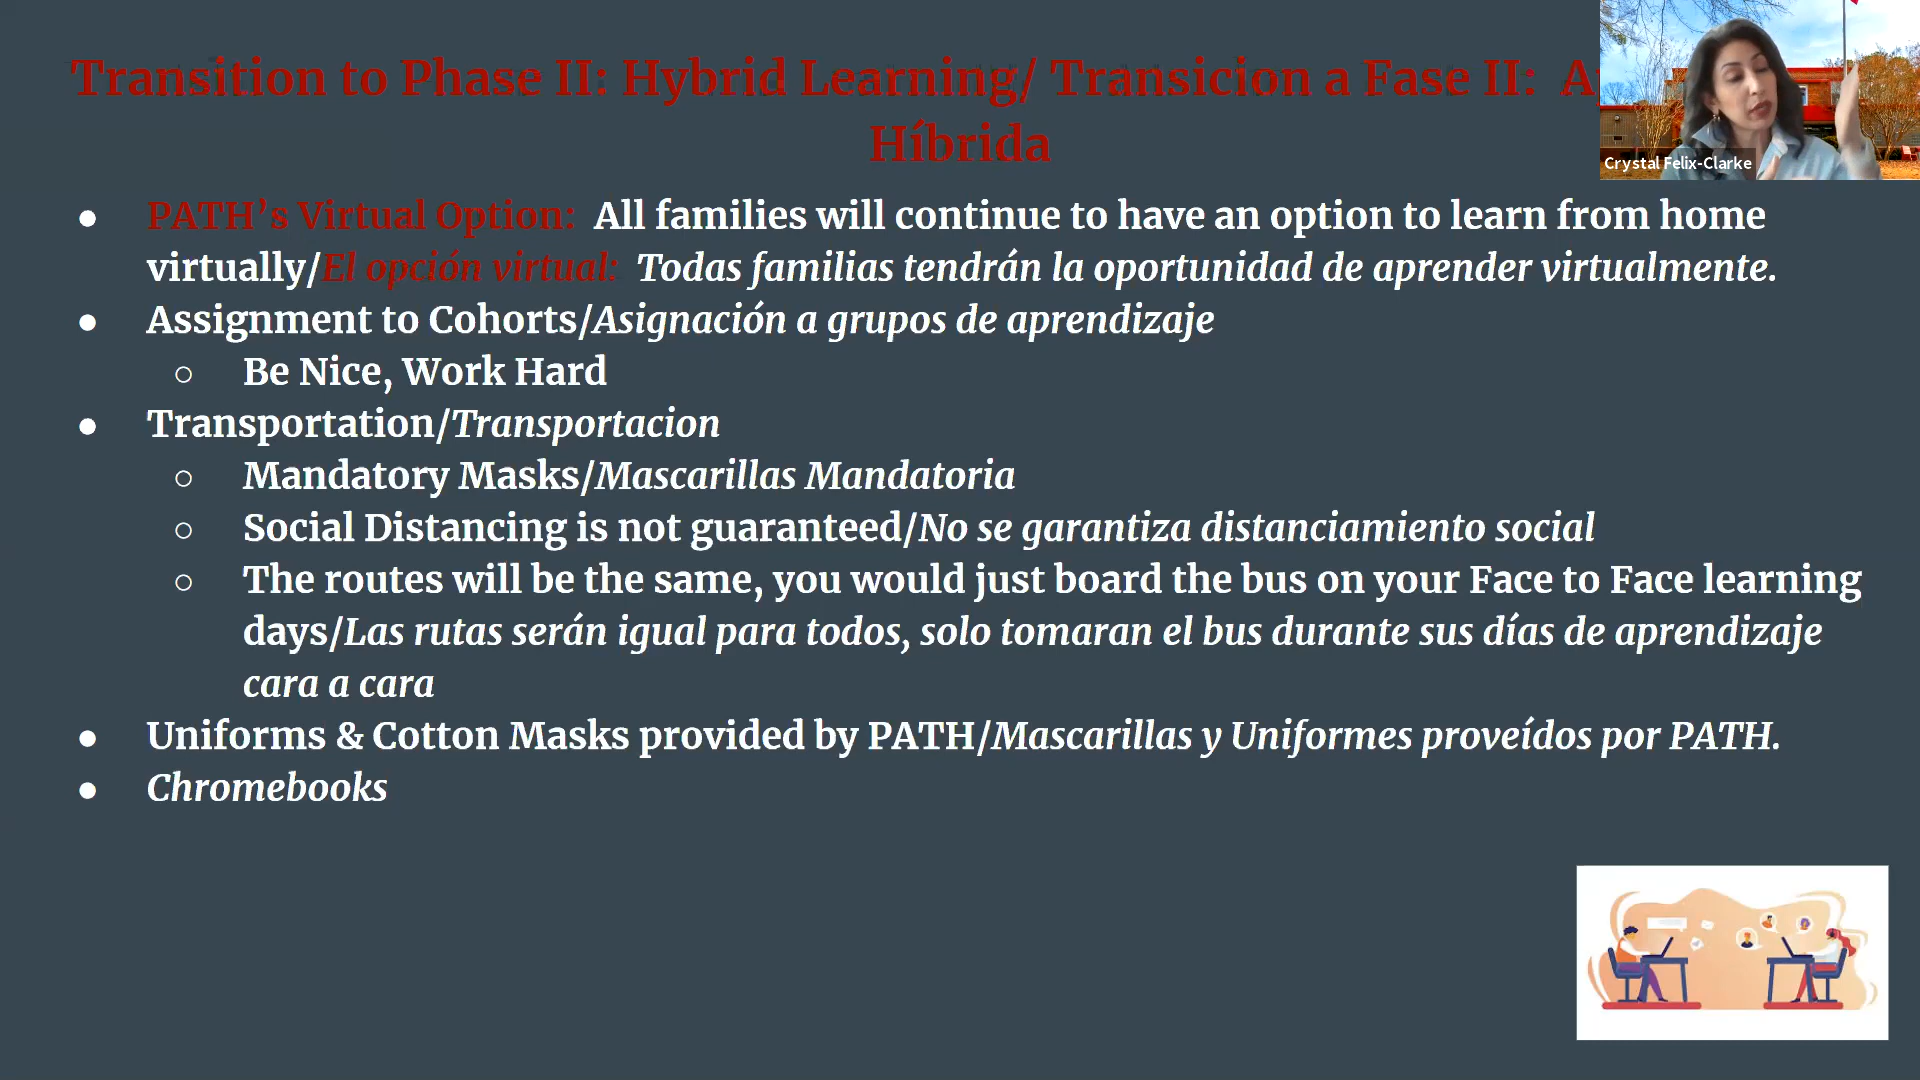 Transition to Phase II: Hybrid Learning/ Transicion a Fase II:
Híbrida
Crystal Felix-Clarke
● PATH’s Virtual Option: All families will continue to have an option to learn from home
virtually/El opción virtual: Todas familias tendrán la oportunidad de aprender virtualmente.
● Assignment to Cohorts/Asignación a grupos de aprendizaje
○ Be Nice, Work Hard
● Transportation/Transportacion
○ Mandatory Masks/Mascarillas Mandatoria
○ Social Distancing is not guaranteed/No se garantiza distanciamiento social
○ The routes will be the same, you would just board the bus on your Face to Face learning
days/Las rutas serán igual para todos, solo tomaran el bus durante sus días de aprendizaje
cara a cara
● Uniforms & Cotton Masks provided by PATH/Mascarillas y Uniformes proveídos por PATH.
● Chromebooks